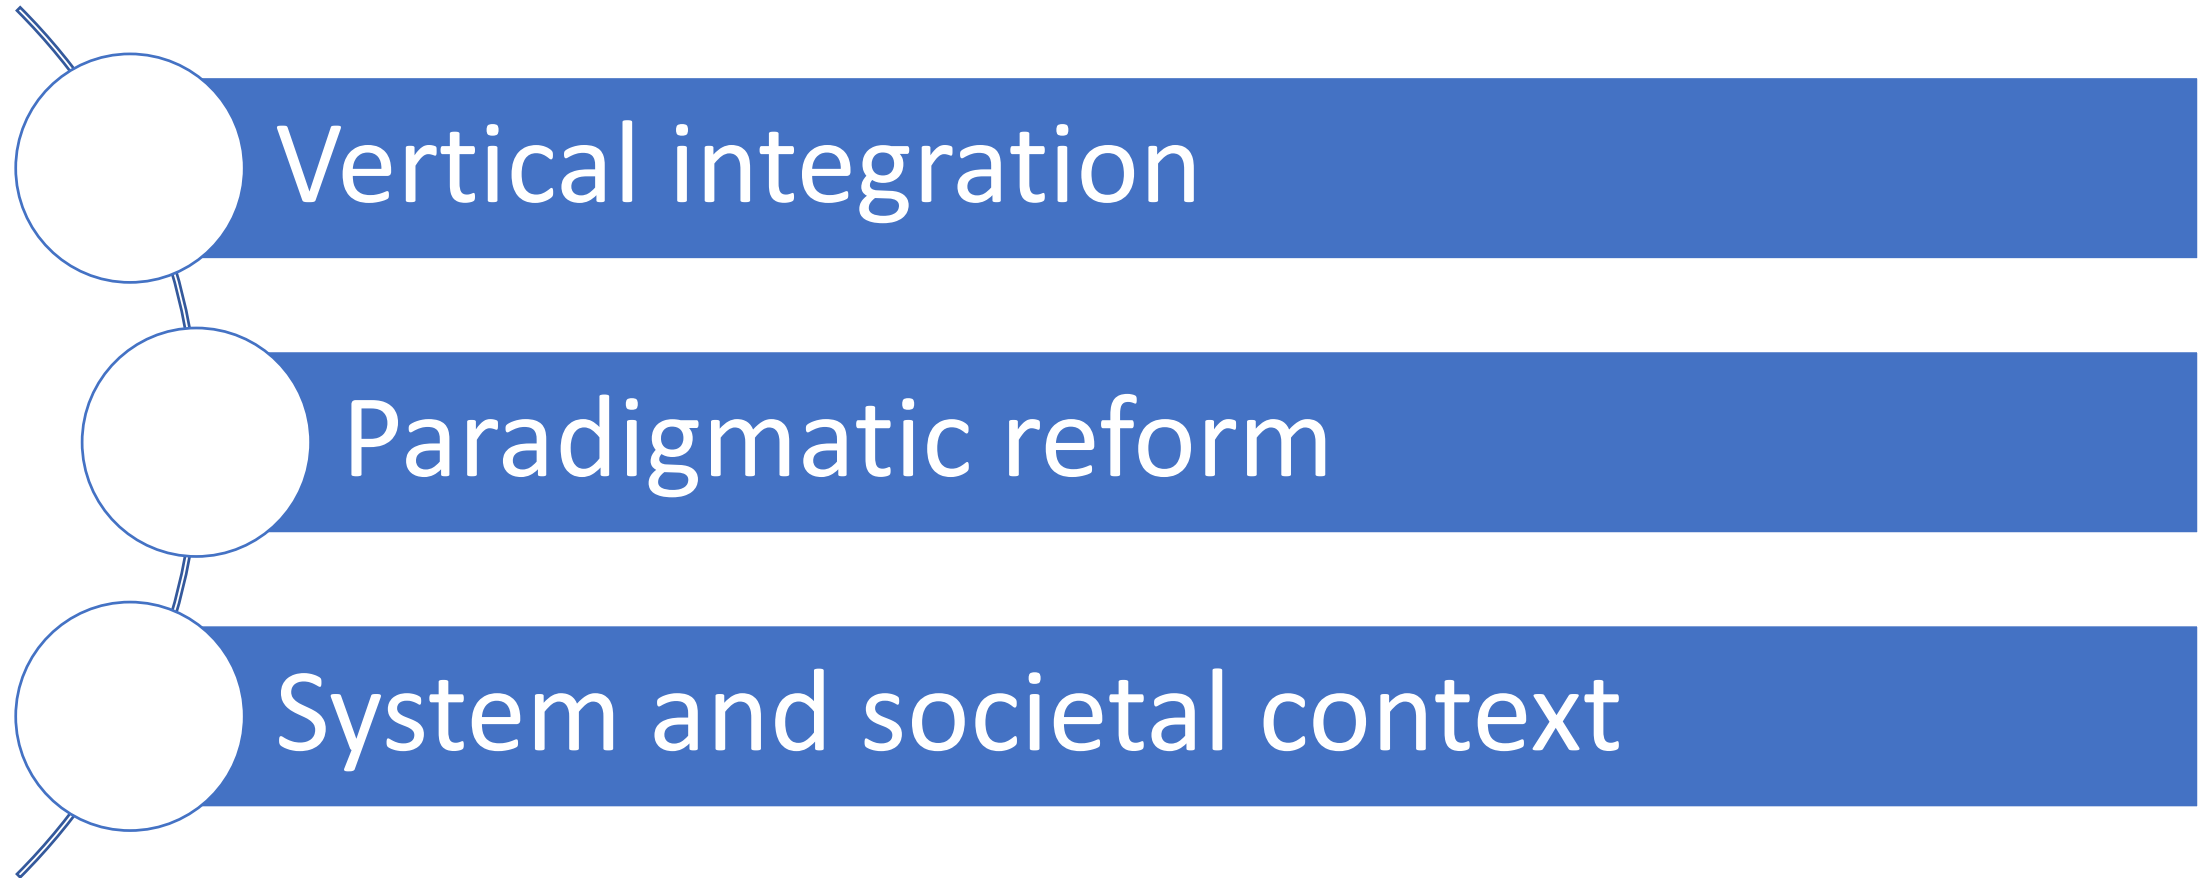 Vertical integration
Paradigmatic reform
System and societal context